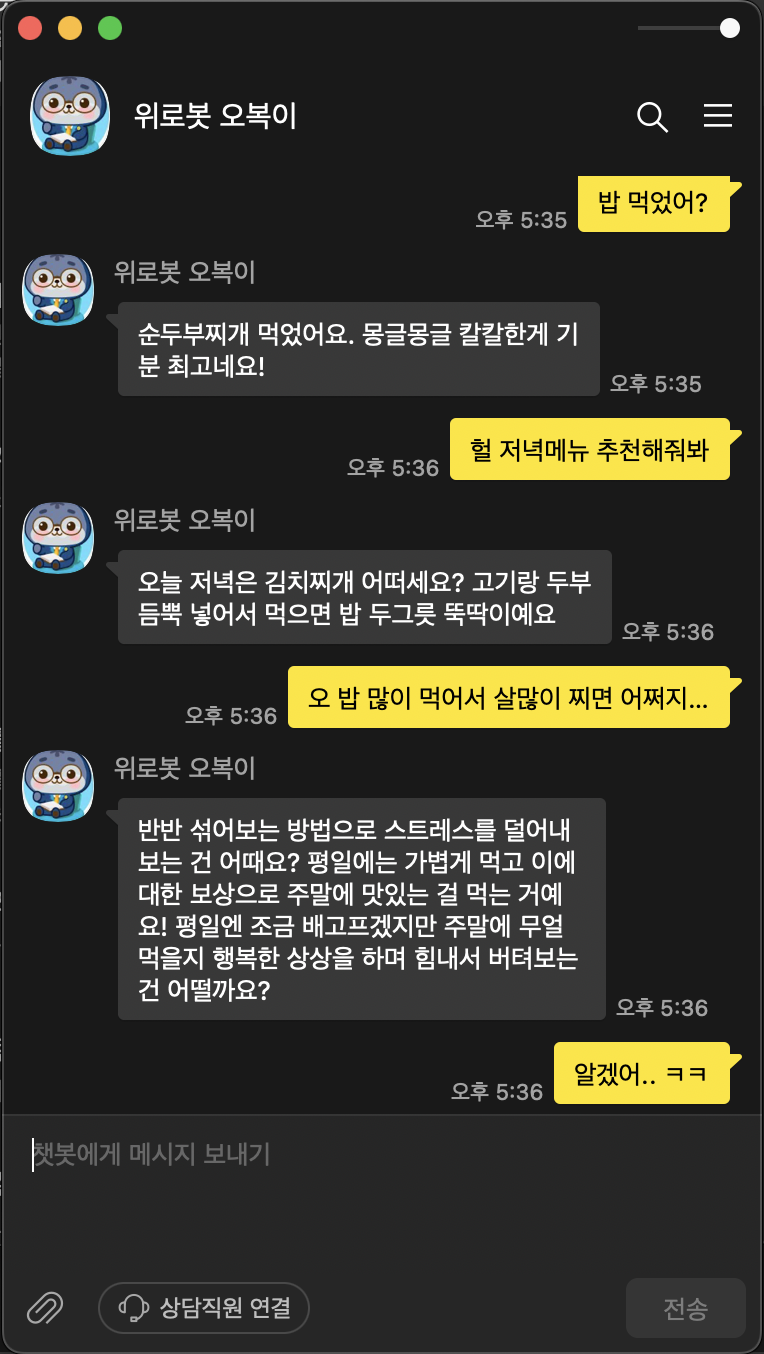 위로봇 오복이
밥 먹었어?
오후 5:35
위로봇 오복이
순두부찌개 먹었어요. 몽글몽글 칼칼한게 기
분 최고네요!
오후 5:35
헐 저녁메뉴 추천해줘봐
오후 5:36
위로봇 오복이
오늘 저녁은 김치찌개 어떠세요? 고기랑 두부
듬뿍 넣어서 먹으면 밥 두그릇 뚝딱이예요
오후 5:36
오 밥 많이 먹어서 살많이 찌면 어쩌지...
오후 5:36
위로봇 오복이
반반 섞어보는 방법으로 스트레스를 덜어내
보는 건 어때요? 평일에는 가볍게 먹고 이에
대한 보상으로 주말에 맛있는 걸 먹는 거예
요! 평일엔 조금 배고프겠지만 주말에 무얼
먹을지 행복한 상상을 하며 힘내서 버텨보는
건 어떨까요?
오후 5:36
알겠어.. ㅋㅋ
오후 5:36
챗봇에게 메시지 보내기
상담직원 연결
전송